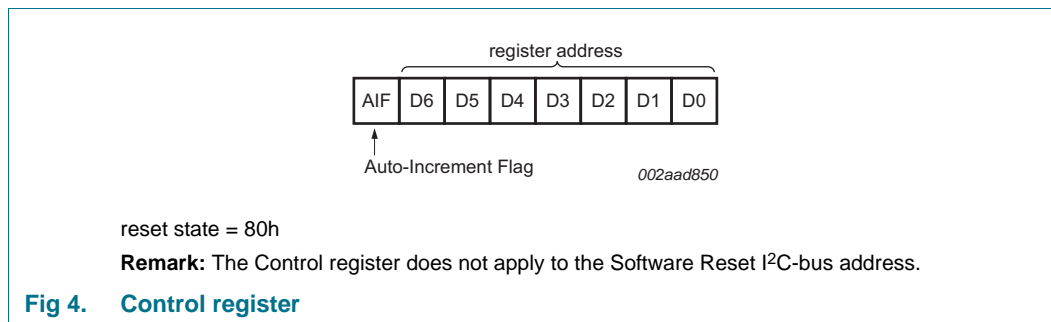 register address
AIF D6 D5 D4 D3 D2 D1 D0
Auto-Increment Flag
002aad850
reset state = 80h
Remark: The Control register does not apply to the Software Reset I²C-bus address.
Fig 4. Control register